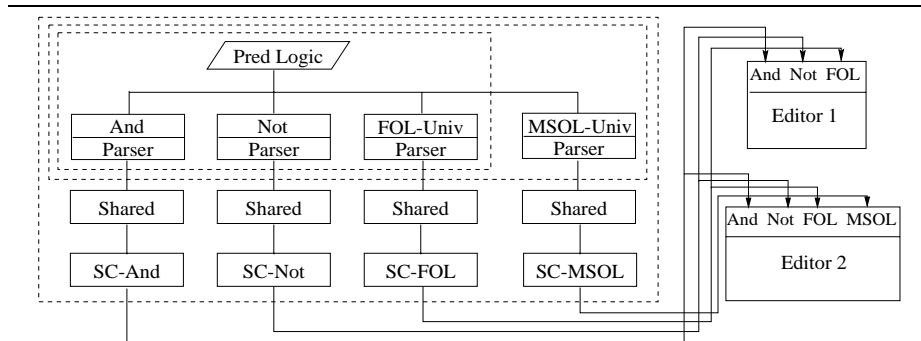 Pred Logic
And Not FOL
Editor 1
And Not FOL-Univ MSOL-Univ
Parser Parser Parser Parser
Shared Shared Shared Shared
And Not FOL MSOL
Editor 2
SC-And SC-Not SC-FOL SC-MSOL